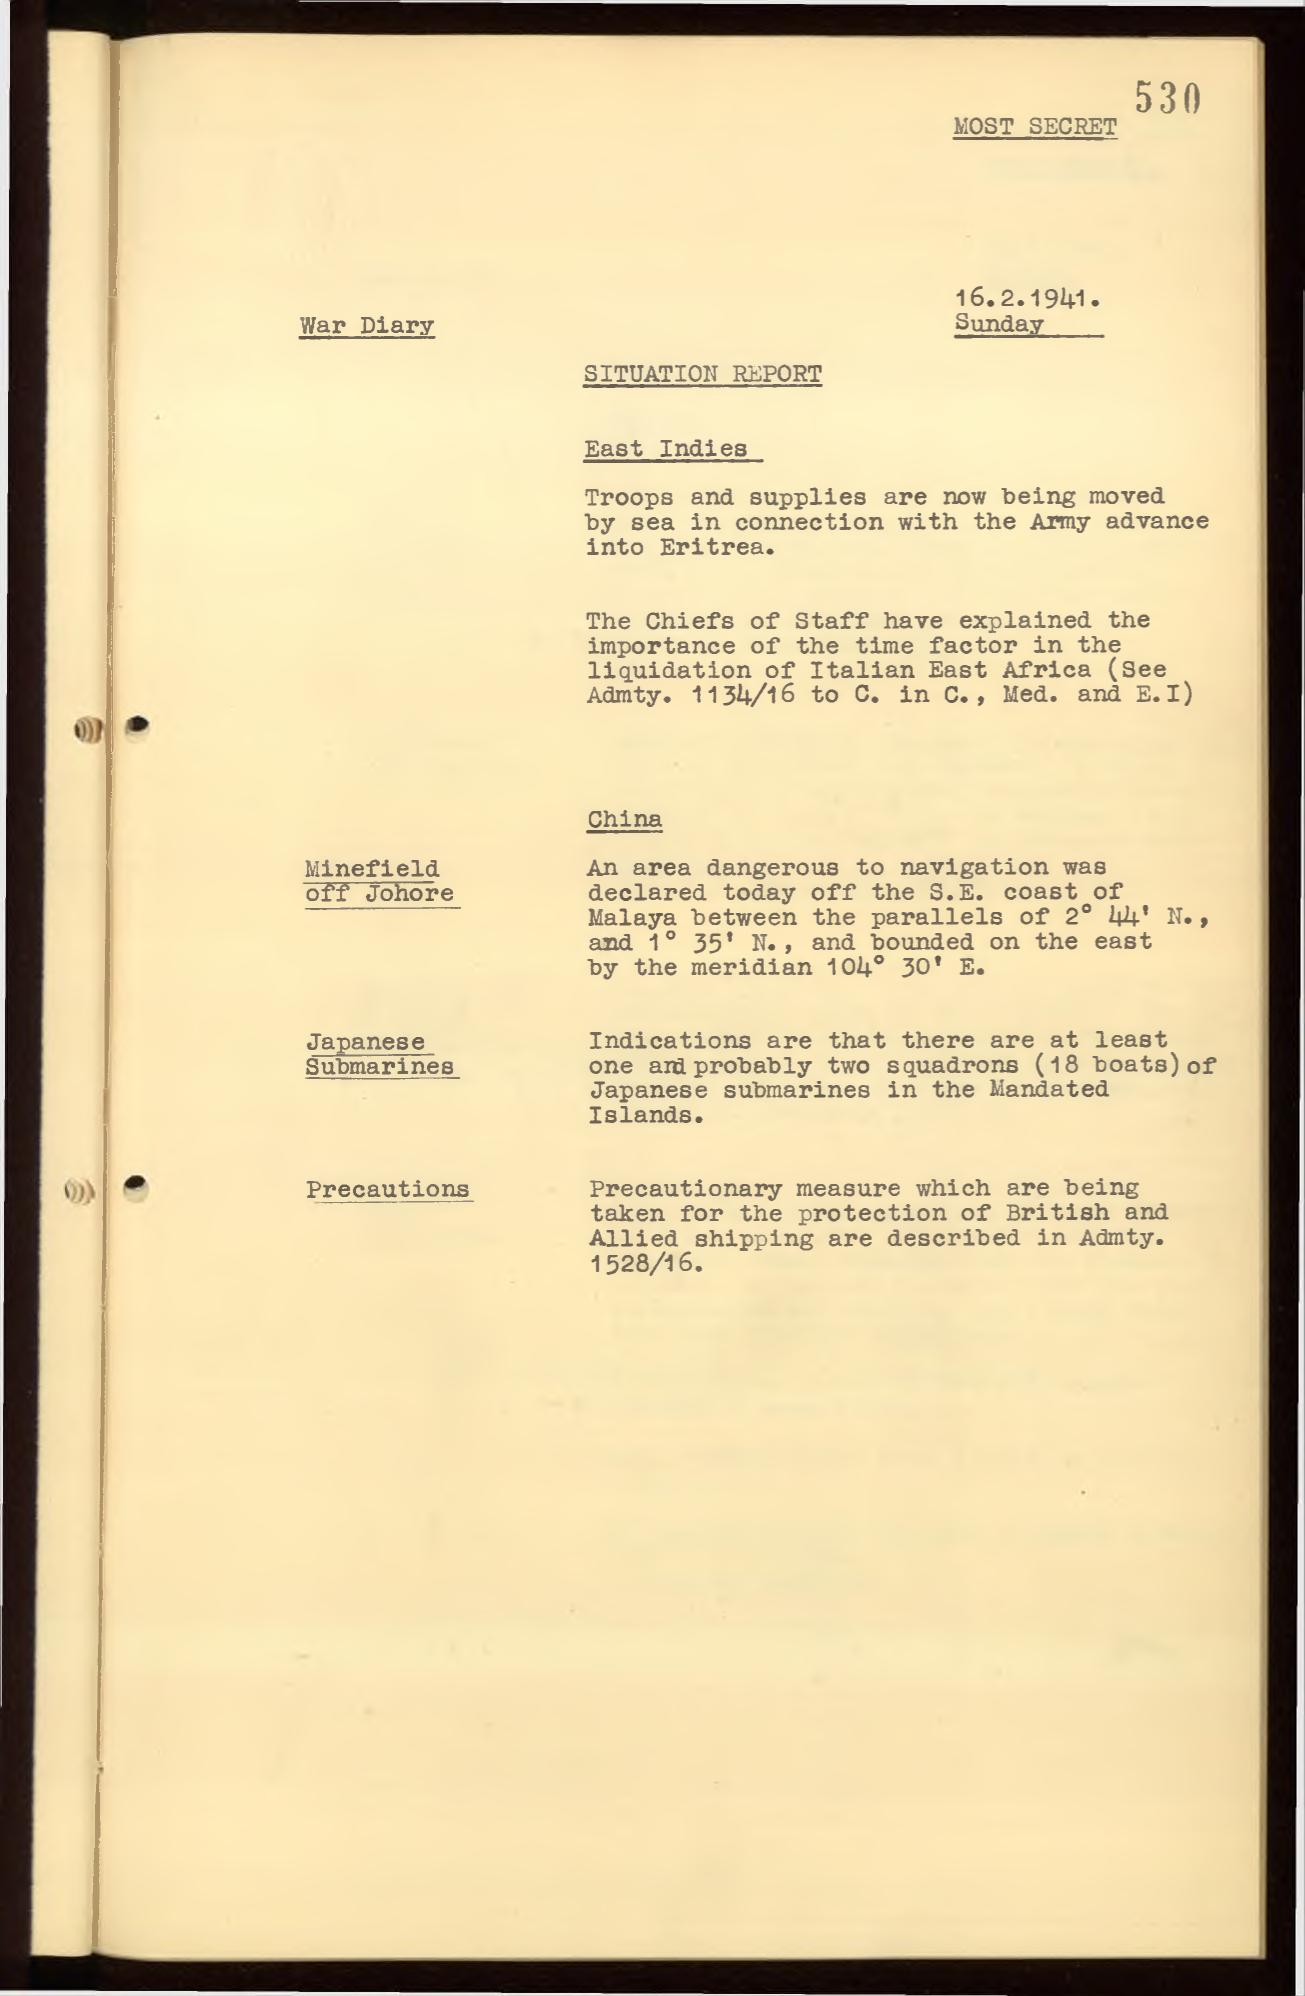 530
MOST SECRET
16.2.1941.
War Diary
Sunday
SITUATION REPORT
East Indies
Troops and supplies are now being moved
by sea in connection with the Army advance
into Eritrea.
The Chiefs of Staff have explained the
importance of the time factor in the
liquidation of Italian East Africa (See
Admty. 1134/16 to C. in C., Med. and E.I)
China
Minefield
off Johore
An area dangerous to navigation was
declared today off the S.E. coast of
Malaya between the parallels of 2° 44' N.,
and 1° 35' N., and bounded on the east
by the meridian 104° 30' E.
Japanese
Submarines
Indications are that there are at least
one and probably two squadrons (18 boats) of
Japanese submarines in the Mandated
Islands.
Precautions
Precautionary measure which are being
taken for the protection of British and
Allied shipping are described in Admty.
1528/16.